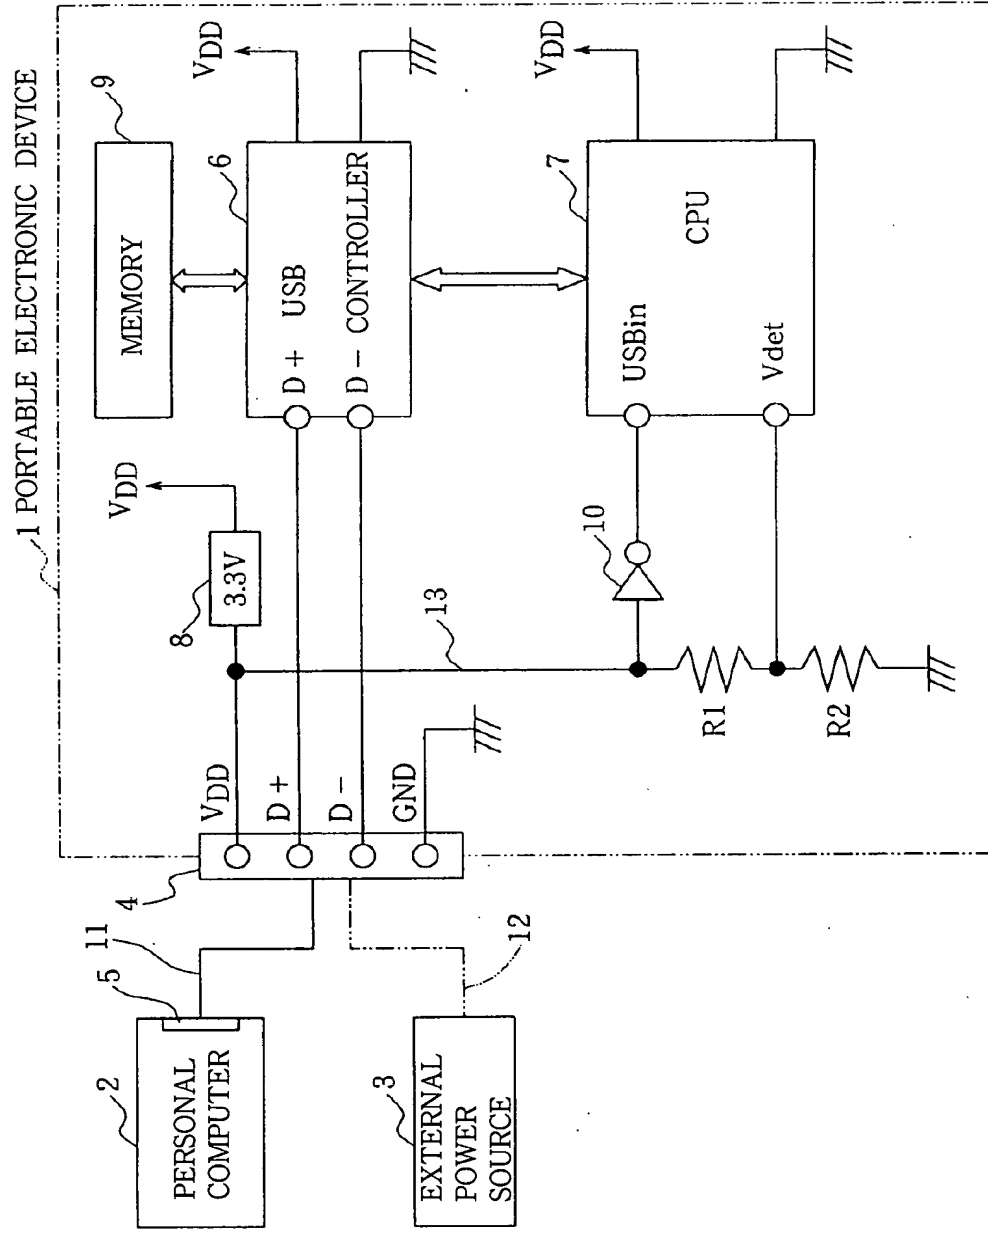 1 PORTABLE ELECTRONIC DEVICE
9
MEMORY
VDD
6
D+ USB
D- CONTROLLER
VDD
7
USBin
CPU
Vdet
VDD
8
3.3V
10
13
R1
R2
VDD
D+
D-
GND
4
11
5
2
PERSONAL
COMPUTER
12
3
EXTERNAL
POWER
SOURCE